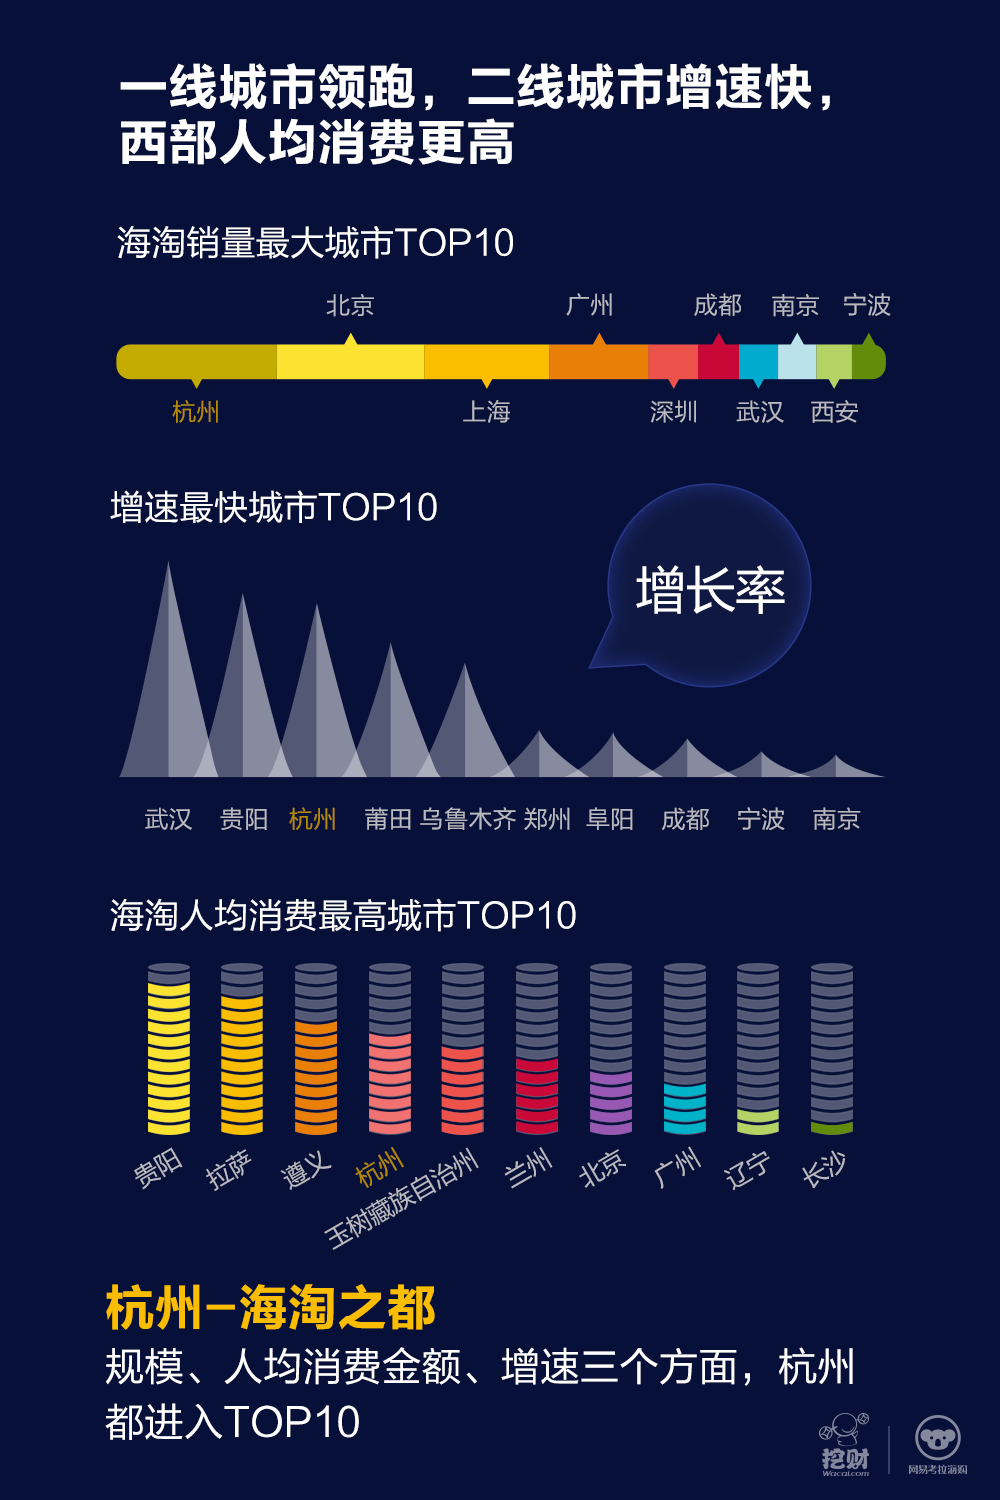 一线城市领跑，二线城市增速快，
西部人均消费更高
海淘销量最大城市TOP10
北京 广州 成都 南京 宁波
杭州 上海 深圳 武汉 西安
增速最快城市TOP10
增长率
武汉 贵阳 杭州 莆田 乌鲁木齐 郑州 阜阳 成都 宁波 南京
海淘人均消费最高城市TOP10
贵阳 拉萨 遵义 杭州 玉树藏族自治州 兰州 北京 广州 辽宁 长沙
杭州-海淘之都
规模、人均消费金额、增速三个方面，杭州
都进入TOP10
挖财
Wacai.com
网易考拉海购